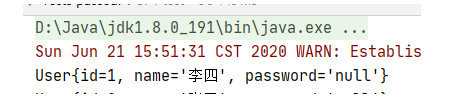 D:\Java\jdk1.8.0_191\bin\java.exe ...
Sun Jun 21 15:51:31 CST 2020 WARN: Establis
User{id=1, name='李四', password='null'}